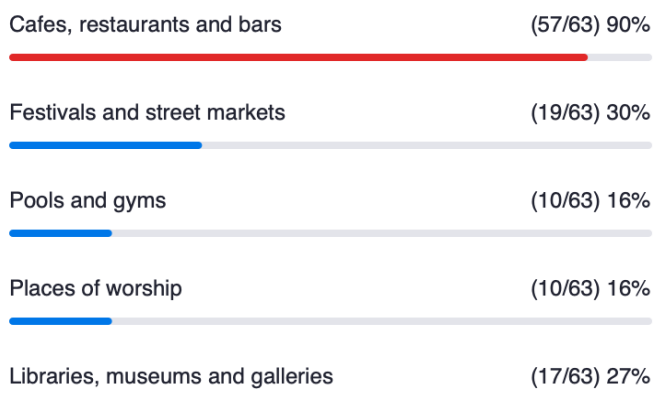 Cafes, restaurants and bars (57/63) 90%
Festivals and street markets (19/63) 30%
Pools and gyms (10/63) 16%
Places of worship (10/63) 16%
Libraries, museums and galleries (17/63) 27%